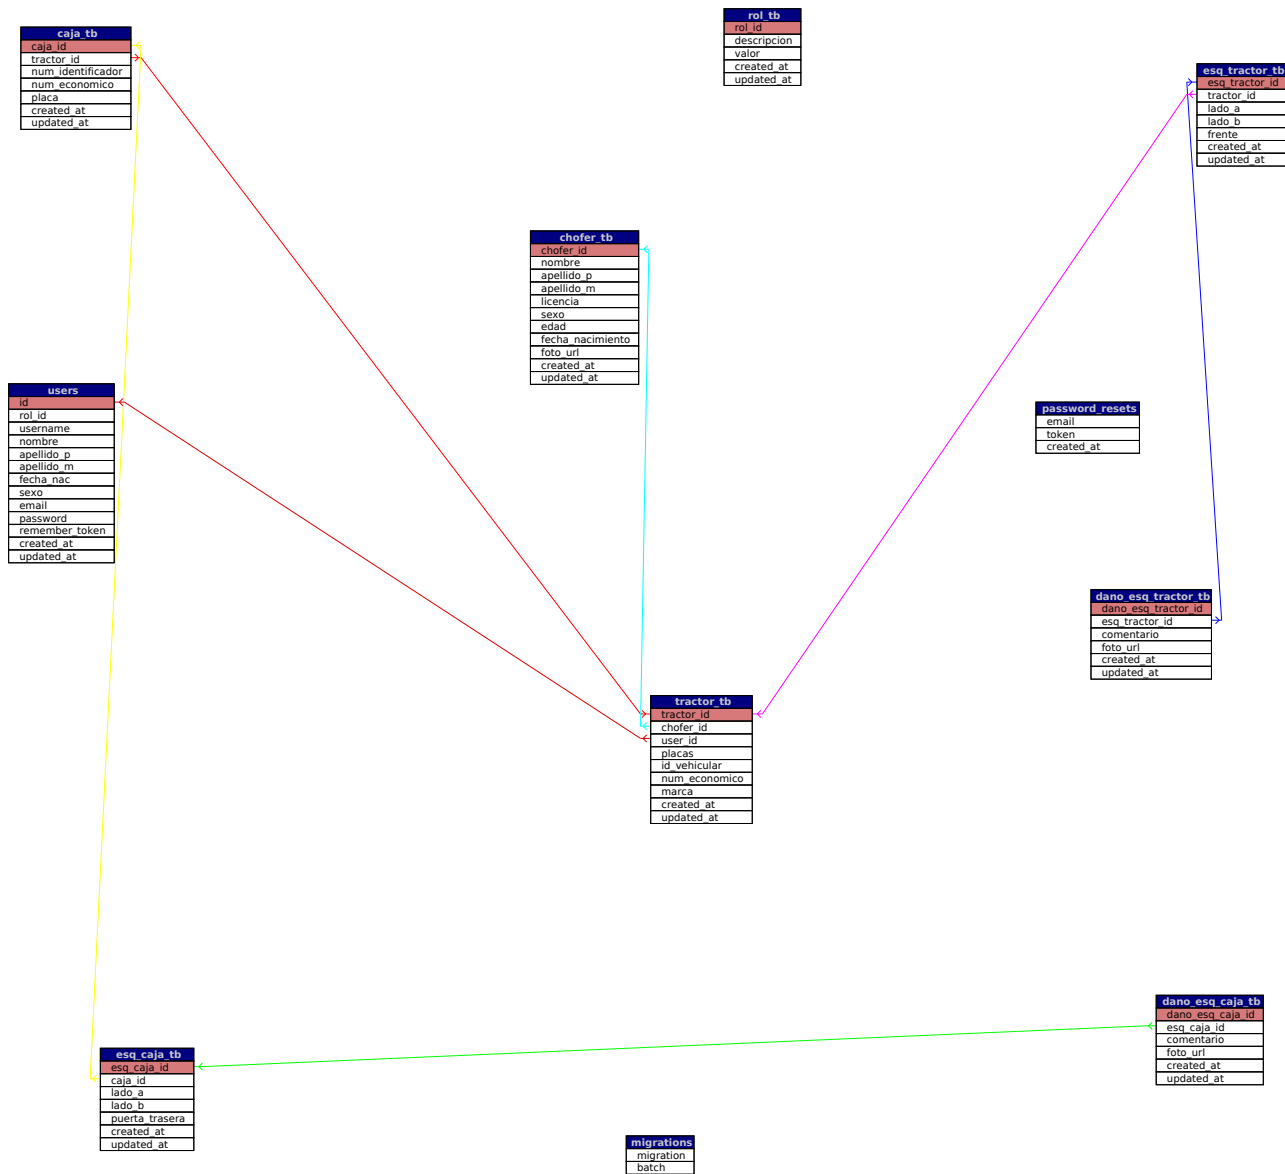 caja_tb
caja_id
tractor_id
num_identificador
num_economico
placa
created_at
updated_at
rol_tb
rol_id
descripcion
valor
created_at
updated_at
esq_tractor_tb
esq_tractor_id
tractor_id
lado_a
lado_b
frente
created_at
updated_at
chofer_tb
chofer_id
nombre
apellido_p
apellido_m
licencia
sexo
edad
fecha_nacimiento
foto_url
created_at
updated_at
users
id
rol_id
username
nombre
apellido_p
apellido_m
fecha_nac
sexo
email
password
remember_token
created_at
updated_at
password_resets
email
token
created_at
dano_esq_tractor_tb
dano_esq_tractor_id
esq_tractor_id
comentario
foto_url
created_at
updated_at
tractor_tb
tractor_id
chofer_id
user_id
placas
id_vehicular
num_economico
marca
created_at
updated_at
dano_esq_caja_tb
dano_esq_caja_id
esq_caja_id
comentario
foto_url
created_at
updated_at
esq_caja_tb
esq_caja_id
caja_id
lado_a
lado_b
puerta_trasera
created_at
updated_at
migrations
migration
batch